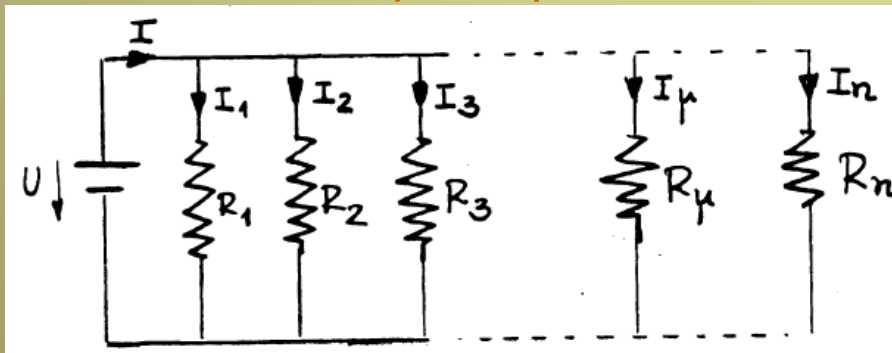 I
I₁ I₂ I₃ Iμ In
U R₁ R₂ R₃ Rμ Rn